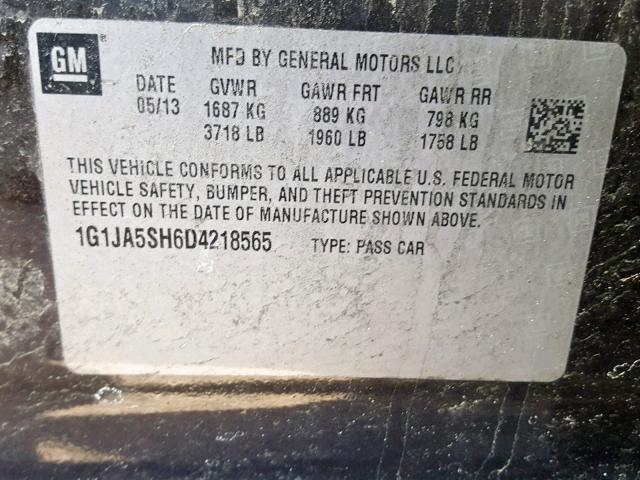 GM
MFD BY GENERAL MOTORS LLC
DATE GVWR GAWR FRT GAWR RR
05/13 1687 KG 889 KG 798 KG
3718 LB 1960 LB 1758 LB
THIS VEHICLE CONFORMS TO ALL APPLICABLE U.S. FEDERAL MOTOR
VEHICLE SAFETY, BUMPER, AND THEFT PREVENTION STANDARDS IN
EFFECT ON THE DATE OF MANUFACTURE SHOWN ABOVE.
1G1JA5SH6D4218565 TYPE: PASS CAR